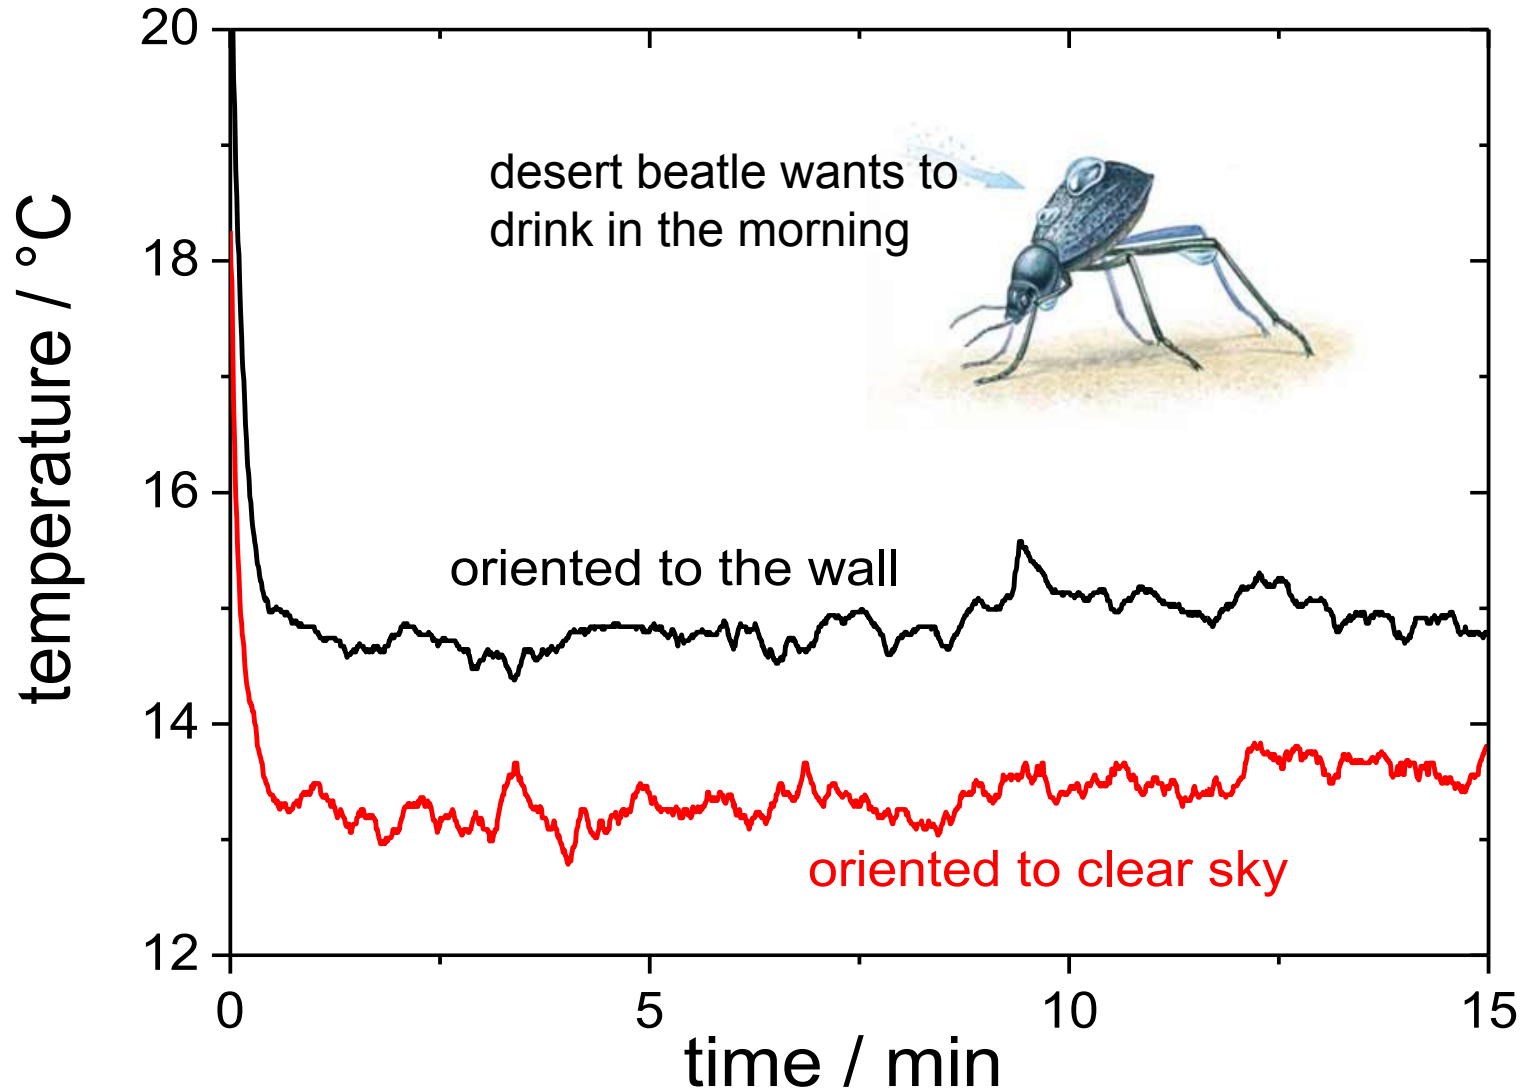 20
18
16
14
12
temperature / °C
desert beatle wants to
drink in the morning
oriented to the wall
oriented to clear sky
0
5
10
15
time / min